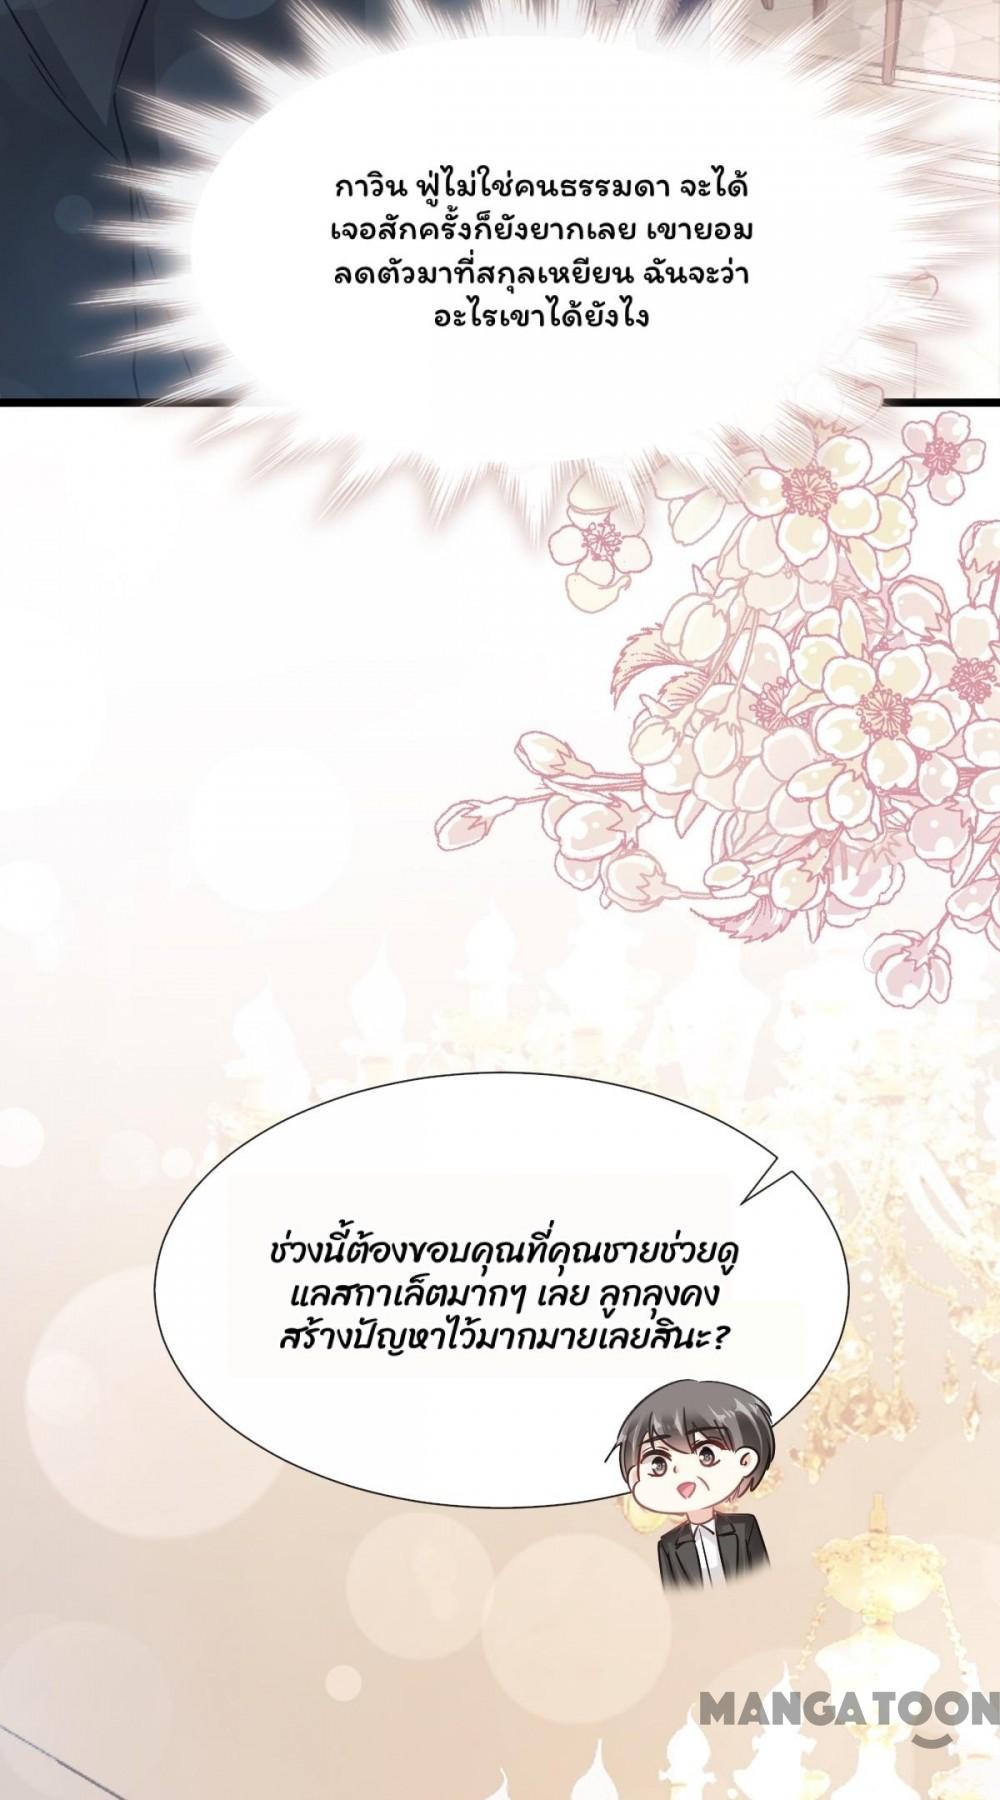 กาวิน ฟู่ไม่ใช่คนธรรมดา จะได้
เจอสักครั้งก็ยังยากเลย เขายอม
ลดตัวมาที่สกุลเหยียน ฉันจะว่า
อะไรเขาได้ยังไง
ช่วงนี้ต้องขอบคุณที่คุณชายช่วยดู
แลสกาเล็ตมากๆ เลย ลูกลุงคง
สร้างปัญหาไว้มากมายเลยสินะ?
MANGATOON